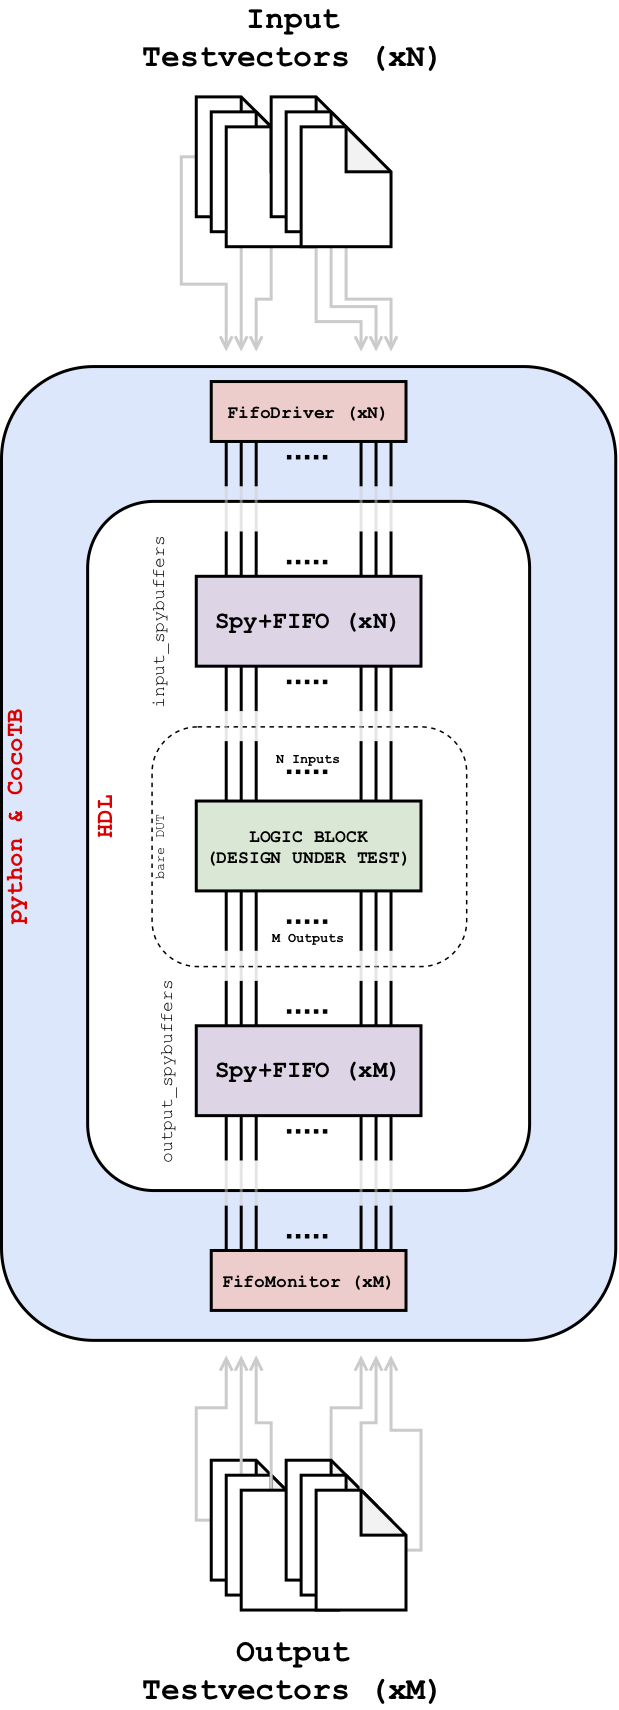 Input
Testvectors (xN)
FifoDriver (xN)
input_spybuffers
Spy+FIFO (xN)
python & CocoTB
HDL
N Inputs
bare DUT
LOGIC BLOCK
(DESIGN UNDER TEST)
M Outputs
output_spybuffers
Spy+FIFO (xM)
FifoMonitor (xM)
Output
Testvectors (xM)